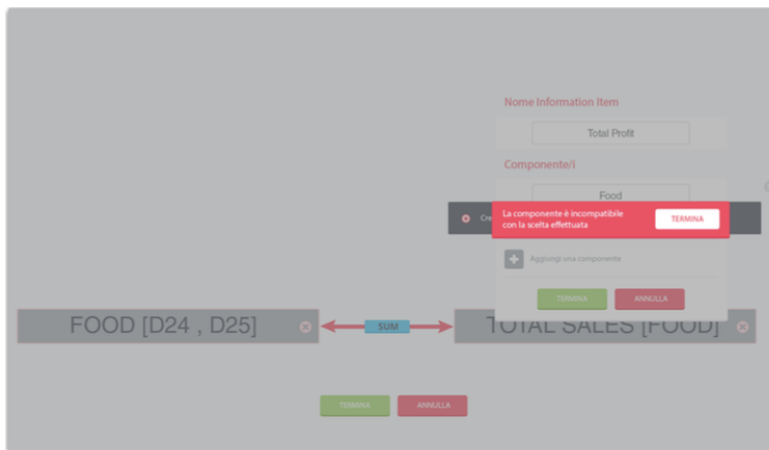 Nome Information Item
Total Profit
Componente/i
Food
Cre
La componente è incompatibile
con la scelta effettuata
TERMINA
Aggiungi una componente
TERMINA
ANNULLA
FOOD [D24 , D25]
SUM
TOTAL SALES [FOOD]
TERMINA
ANNULLA